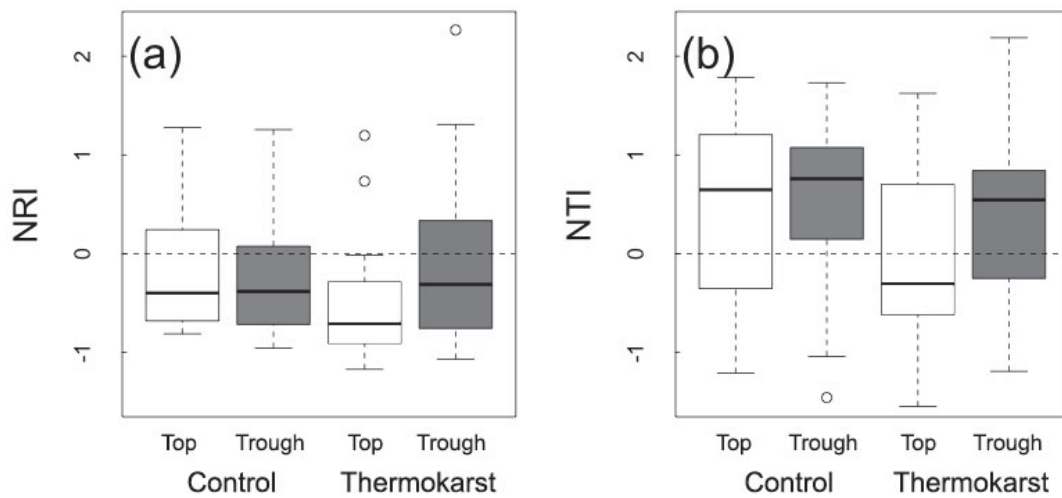 (a)
NRI
2
1
0
-1
Top Trough Top Trough
Control Thermokarst
(b)
NTI
2
1
0
-1
Top Trough Top Trough
Control Thermokarst